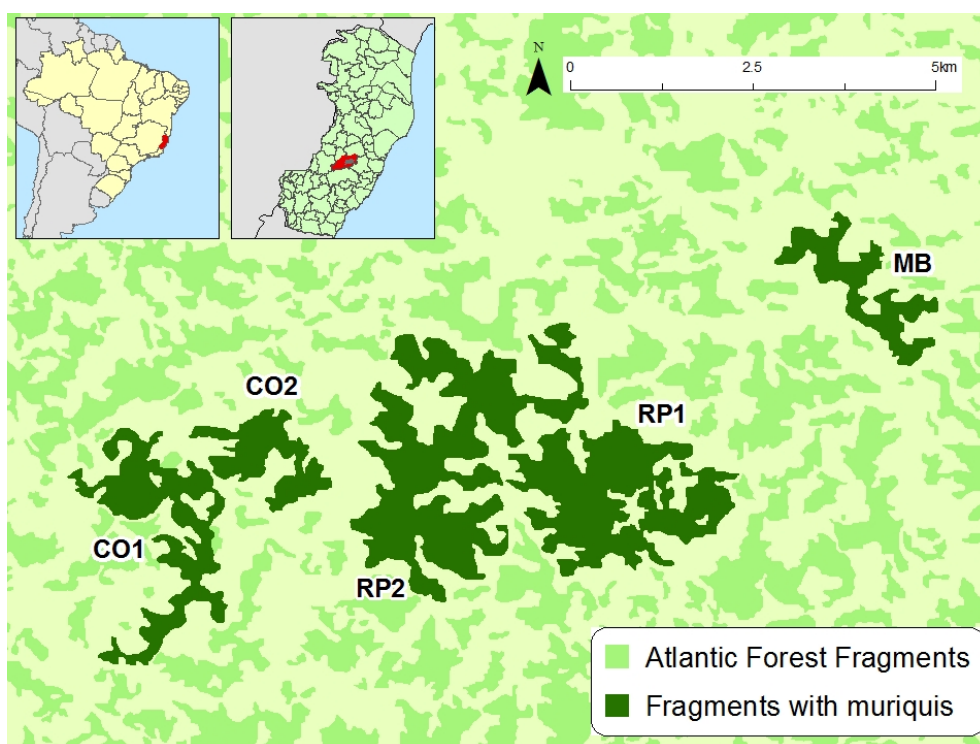 N
0 2.5 5km
MB
CO2
RP1
CO1
RP2
Atlantic Forest Fragments
Fragments with muriquis